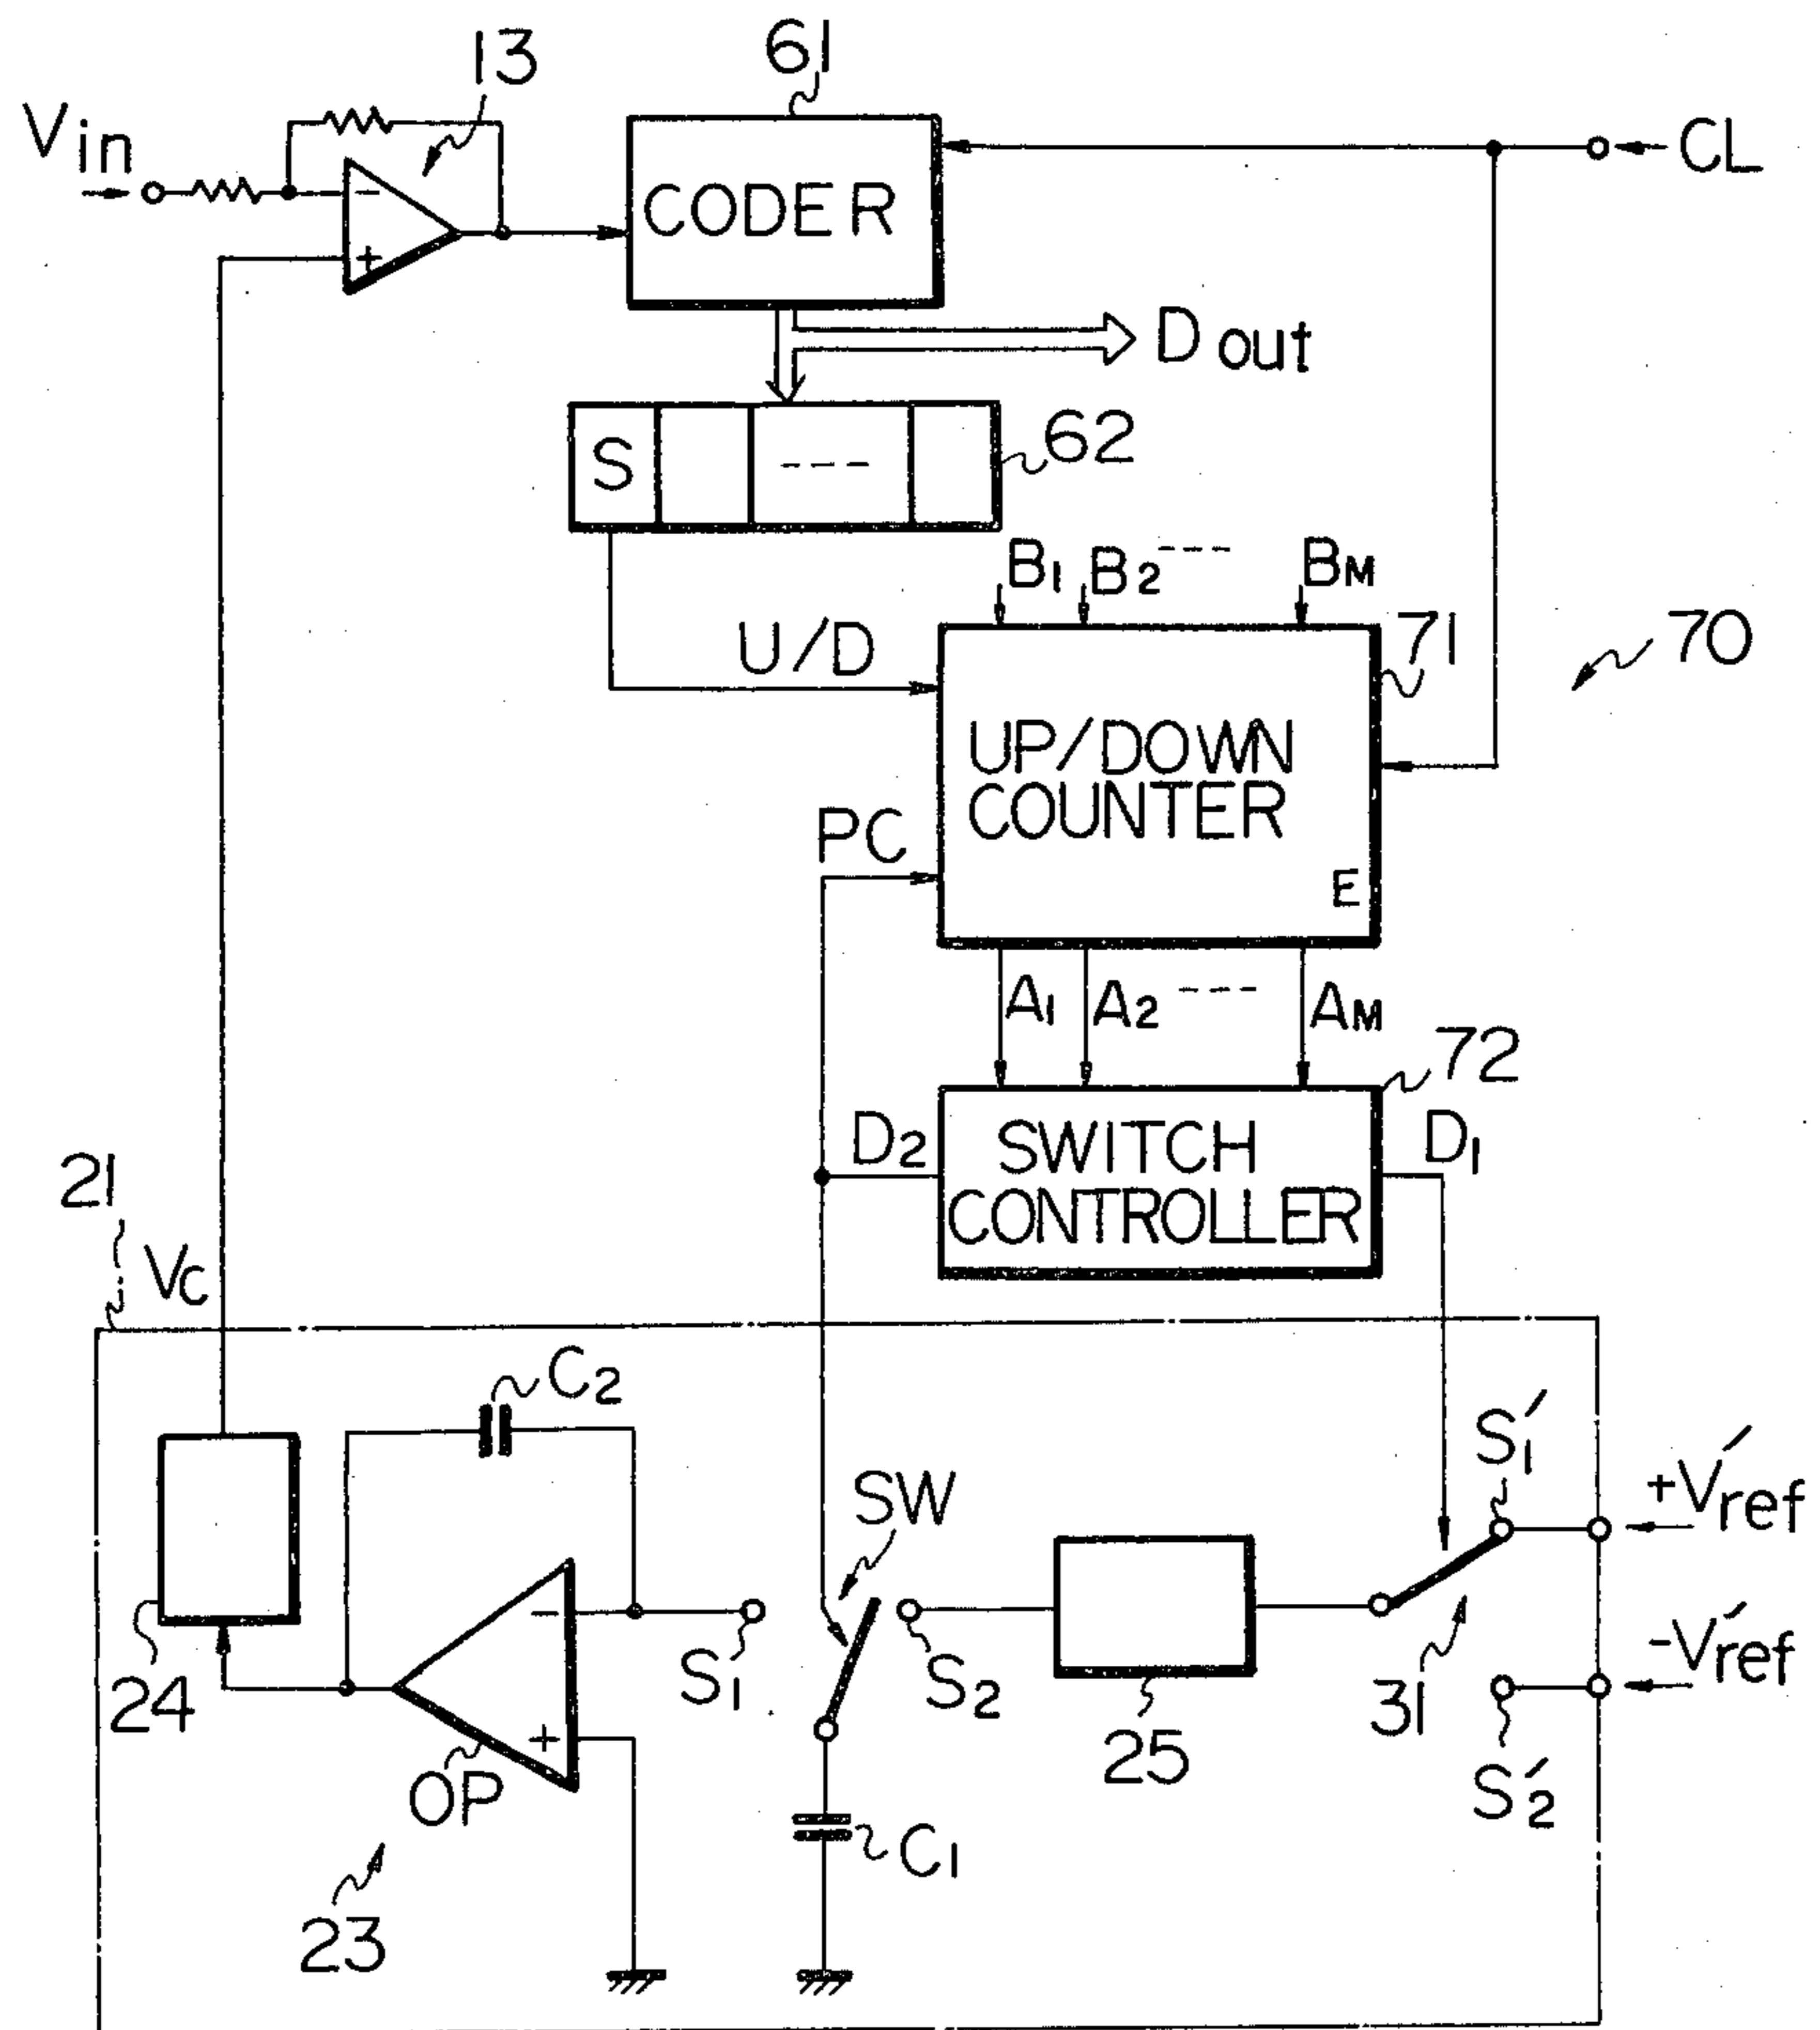 13
61
Vin
CL
CODER
Dout
S
----
62
B1 B2 --- BM
U/D
71
70
UP/DOWN
COUNTER
PC
E
A1 A2 --- AM
72
D2
SWITCH
CONTROLLER
D1
21
Vc
C2
SW
S1'
+V'ref
-
S1
S2
-V'ref
24
25
31
+
S2'
OP
C1
23